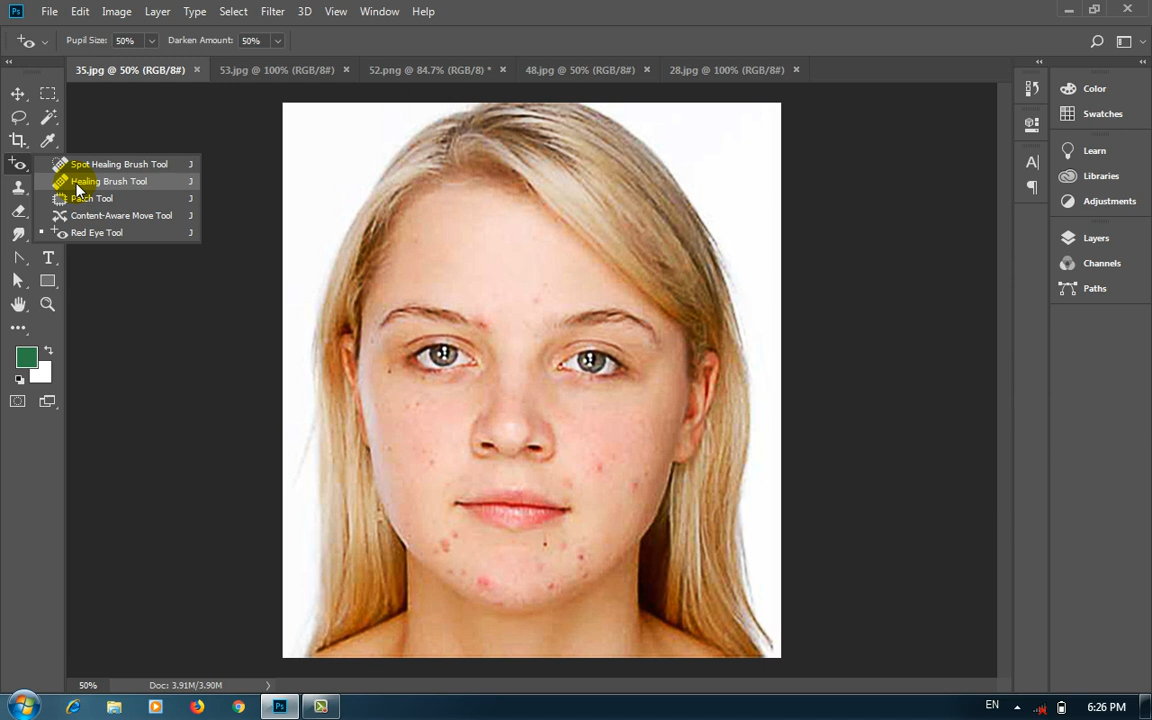 Ps File Edit Image Layer Type Select Filter 3D View Window Help
Pupil Size: 50% Darken Amount: 50%
35.jpg @ 50% (RGB/8#) × 53.jpg @ 100% (RGB/8#) × 52.png @ 84.7% (RGB/8) * × 48.jpg @ 50% (RGB/8#) × 28.jpg @ 100% (RGB/8#) ×
Spot Healing Brush Tool J
Healing Brush Tool J
Patch Tool J
Content-Aware Move Tool J
Red Eye Tool J
Color
Swatches
Learn
Libraries
Adjustments
Layers
Channels
Paths
50% Doc: 3.91M/3.90M
Ps EN 6:26 PM